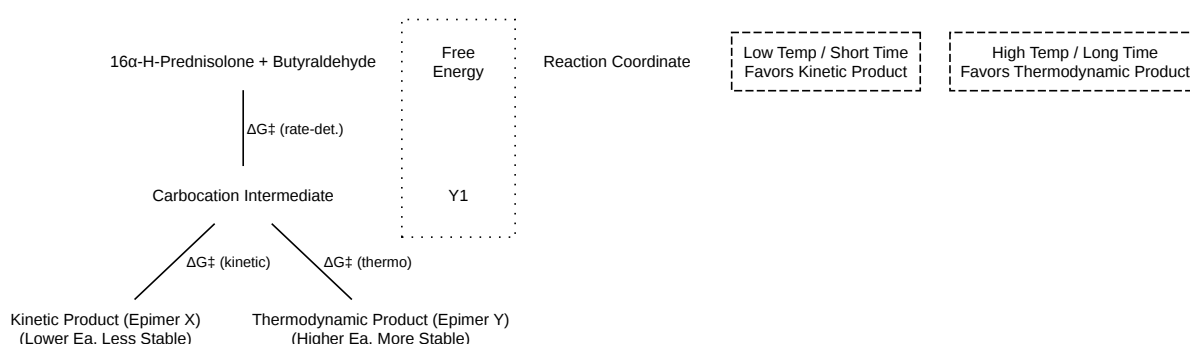 16α-H-Prednisolone + Butyraldehyde
Free
Energy
Reaction Coordinate
Low Temp / Short Time
Favors Kinetic Product
High Temp / Long Time
Favors Thermodynamic Product
ΔG‡ (rate-det.)
Carbocation Intermediate
Y1
ΔG‡ (kinetic)
ΔG‡ (thermo)
Kinetic Product (Epimer X)
(Lower Ea, Less Stable)
Thermodynamic Product (Epimer Y)
(Higher Ea, More Stable)